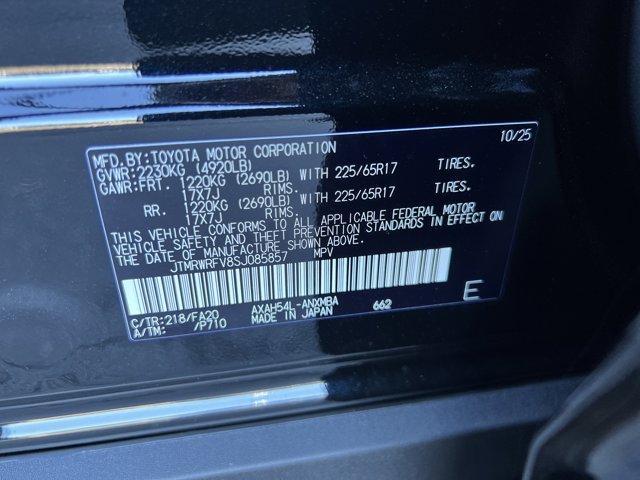 MFD.BY:TOYOTA MOTOR CORPORATION 10/25
GVWR:2230KG (4920LB)
GAWR:FRT. 1220KG (2690LB) WITH 225/65R17 TIRES.
17X7J RIMS.
RR. 1220KG (2690LB) WITH 225/65R17 TIRES.
17X7J RIMS.
THIS VEHICLE CONFORMS TO ALL APPLICABLE FEDERAL MOTOR
VEHICLE SAFETY AND THEFT PREVENTION STANDARDS IN EFFECT ON
THE DATE OF MANUFACTURE SHOWN ABOVE.
JTMRWRFV8SJ085857 MPV
C/TR:218/FA20 AXAH54L-ANXMBA 662 E
A/TM: /P710 MADE IN JAPAN